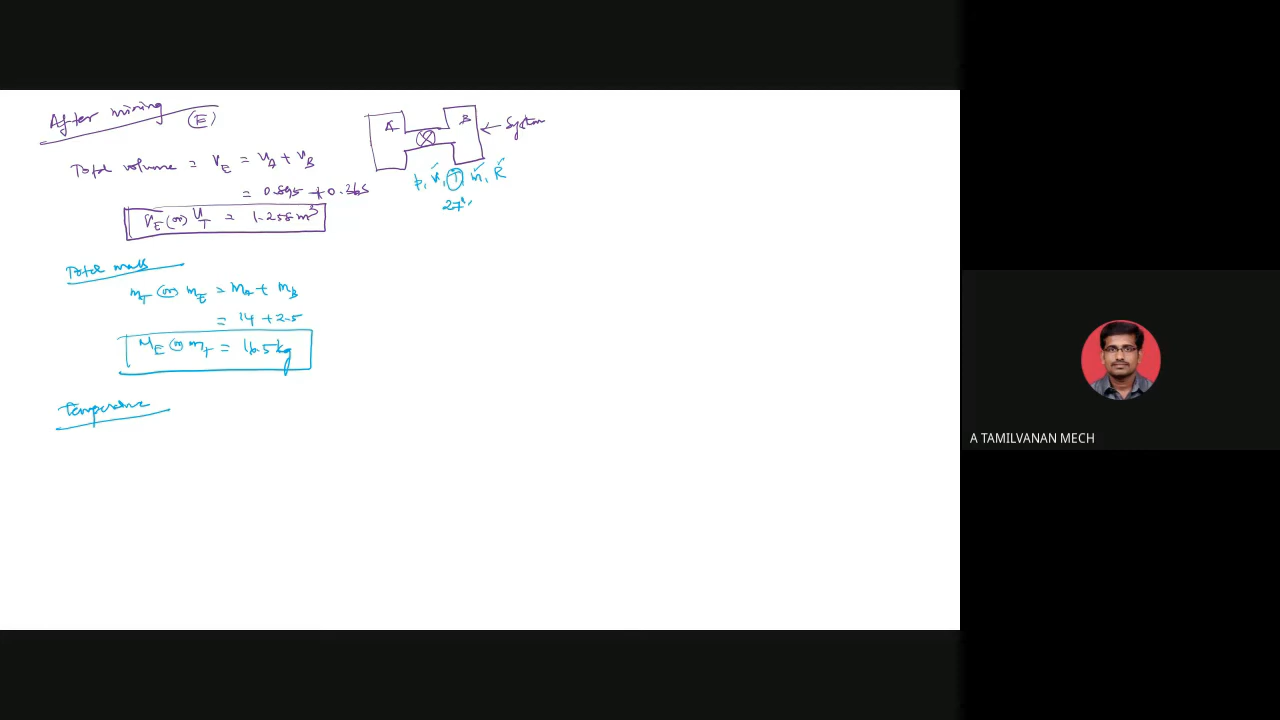 After mixing (E)
Total volume = V_E = V_A + V_B
= 0.895 + 0.365
V_E (or) V_T = 1.258 m³
A B ← System
p, V, T, m, R
27°
Total mass
m_T (or) m_E = m_A + m_B
= 14 + 2.5
M_E (or) m_T = 16.5 kg
Temperature
A TAMILVANAN MECH